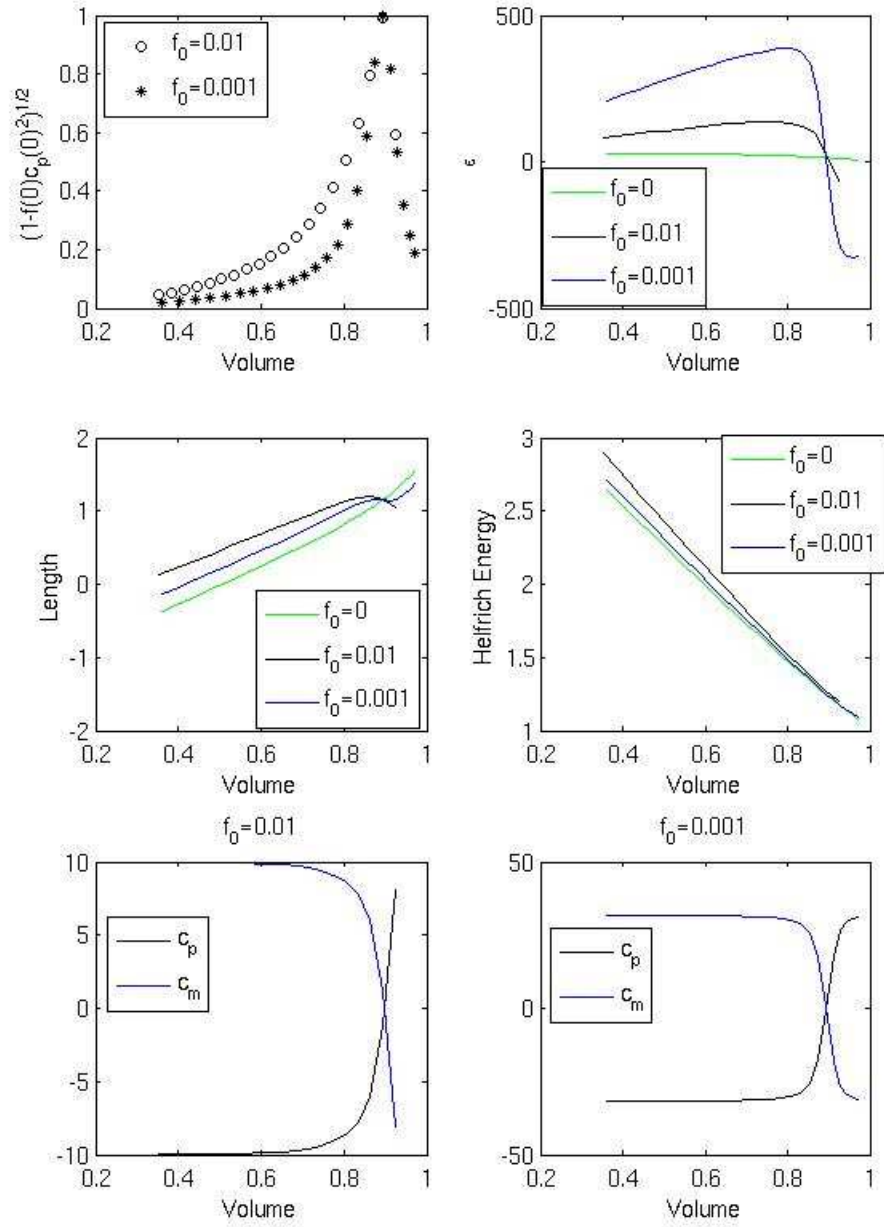 (1-f(0)c_p(0)^2)^{1/2}
1
0.8
0.6
0.4
0.2
0
f_0=0.01
f_0=0.001
0.2 0.4 0.6 0.8 1
Volume
ϵ
500
0
-500
f_0=0
f_0=0.01
f_0=0.001
0.2 0.4 0.6 0.8 1
Volume
Length
2
1
0
-1
-2
f_0=0
f_0=0.01
f_0=0.001
0.2 0.4 0.6 0.8 1
Volume
Helfrich Energy
3
2.5
2
1.5
1
f_0=0
f_0=0.01
f_0=0.001
0.2 0.4 0.6 0.8 1
Volume
f_0=0.01
10
5
0
-5
-10
c_p
c_m
0.2 0.4 0.6 0.8 1
Volume
f_0=0.001
50
0
-50
c_p
c_m
0.2 0.4 0.6 0.8 1
Volume